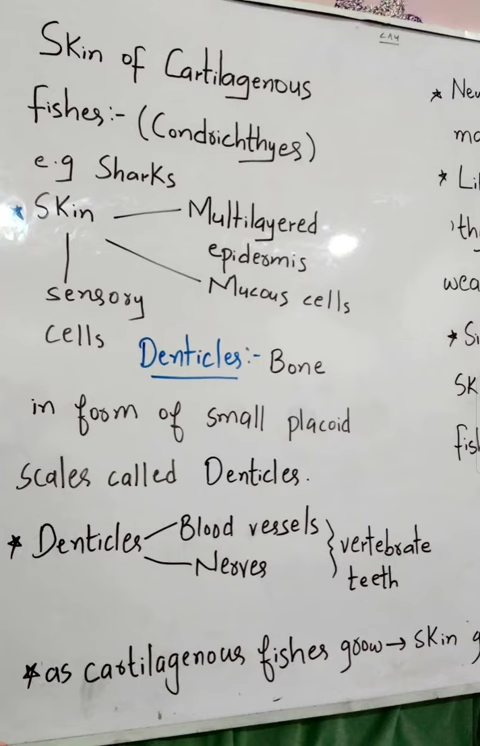 Skin of Cartilagenous
fishes:- (Condrichthyes)
e.g Sharks
* Skin — Multilayered
epidermis
Mucous cells
sensory
cells
Denticles:- Bone
in form of small placoid
scales called Denticles.
* Denticles Blood vessels } vertebrate
Nerves teeth
* as cartilagenous fishes grow → skin
*
*
*